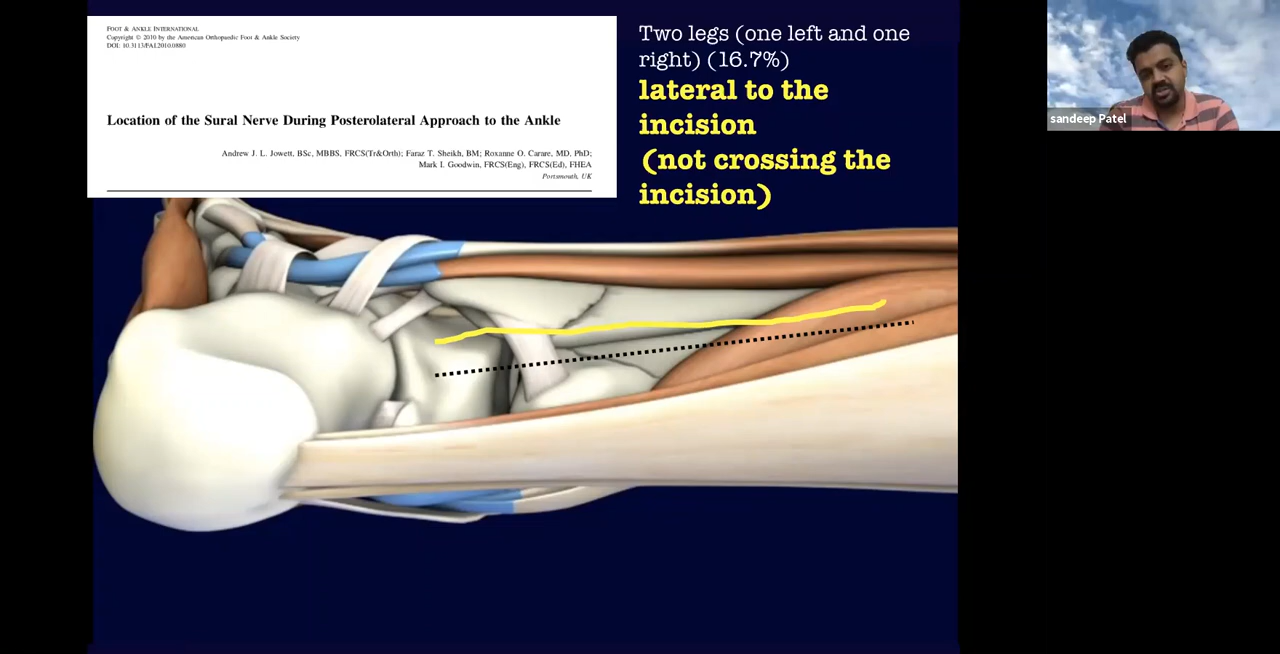 FOOT & ANKLE INTERNATIONAL
Copyright © 2010 by the American Orthopaedic Foot & Ankle Society
DOI: 10.3113/FAI.2010.0880
Location of the Sural Nerve During Posterolateral Approach to the Ankle
Andrew J. L. Jowett, BSc, MBBS, FRCS(Tr&Orth); Faraz T. Sheikh, BM; Roxanne O. Carare, MD, PhD;
Mark I. Goodwin, FRCS(Eng), FRCS(Ed), FHEA
Portsmouth, UK
Two legs (one left and one
right) (16.7%)
lateral to the
incision
(not crossing the
incision)
sandeep Patel